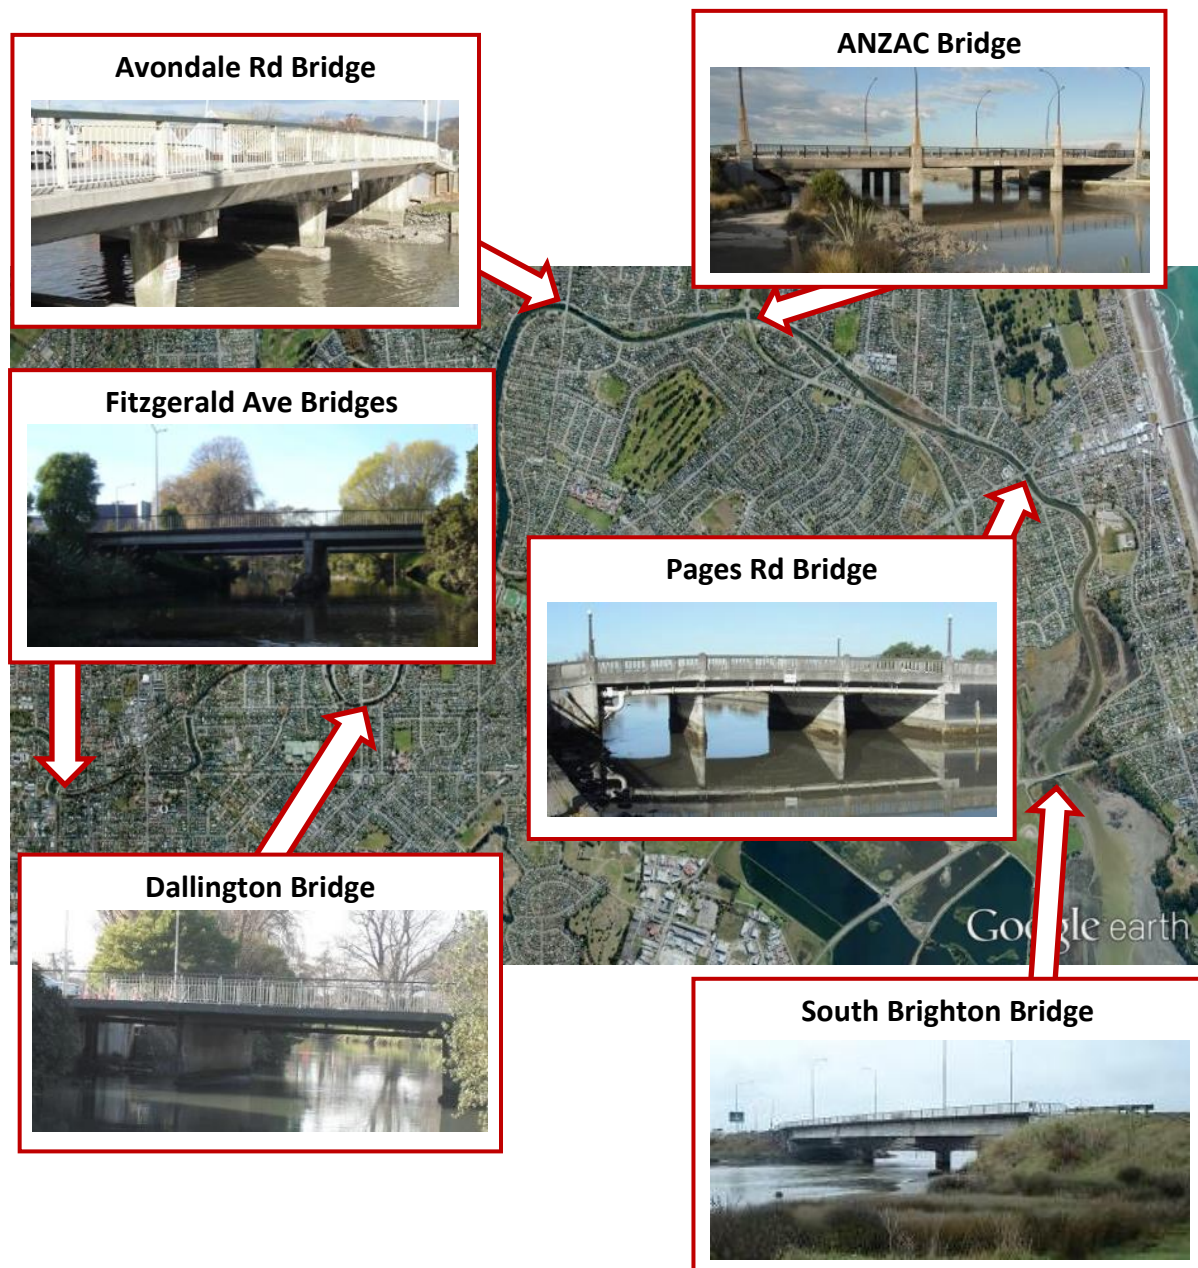 Avondale Rd Bridge
ANZAC Bridge
Fitzgerald Ave Bridges
Pages Rd Bridge
Dallington Bridge
Google earth
South Brighton Bridge